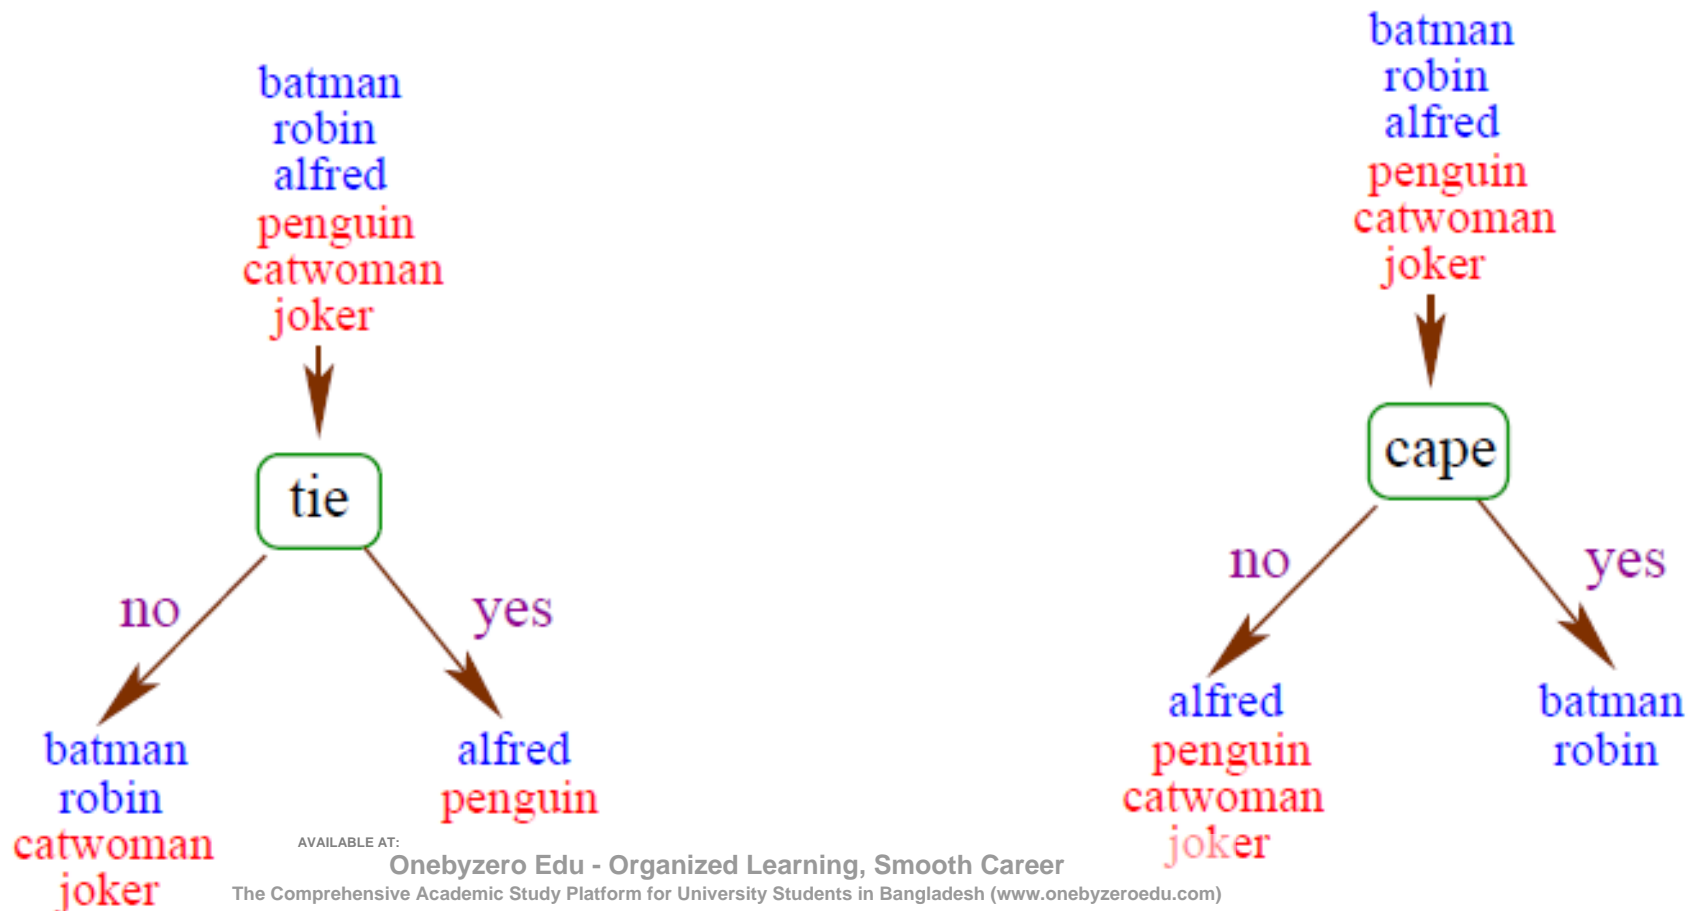 batman
robin
alfred
penguin
catwoman
joker
tie
no
yes
batman
robin
catwoman
joker
alfred
penguin
batman
robin
alfred
penguin
catwoman
joker
cape
no
yes
alfred
penguin
catwoman
joker
batman
robin
AVAILABLE AT:
Onebyzero Edu - Organized Learning, Smooth Career
The Comprehensive Academic Study Platform for University Students in Bangladesh (www.onebyzeroedu.com)